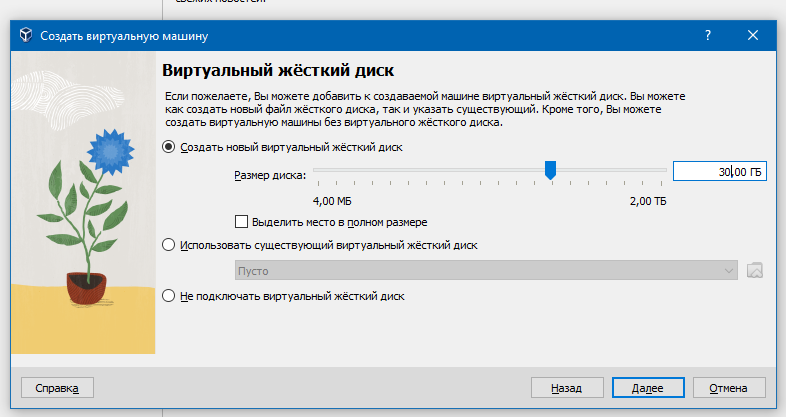 свежих новостей.
Создать виртуальную машину
?
Виртуальный жёсткий диск
Если пожелаете, Вы можете добавить к создаваемой машине виртуальный жёсткий диск. Вы можете
как создать новый файл жёсткого диска, так и указать существующий. Кроме того, Вы можете
создать виртуальную машины без виртуального жёсткого диска.
Создать новый виртуальный жёсткий диск
Размер диска:
30,00 ГБ
4,00 МБ
2,00 ТБ
Выделить место в полном размере
Использовать существующий виртуальный жёсткий диск
Пусто
Не подключать виртуальный жёсткий диск
Справка
Назад
Далее
Отмена